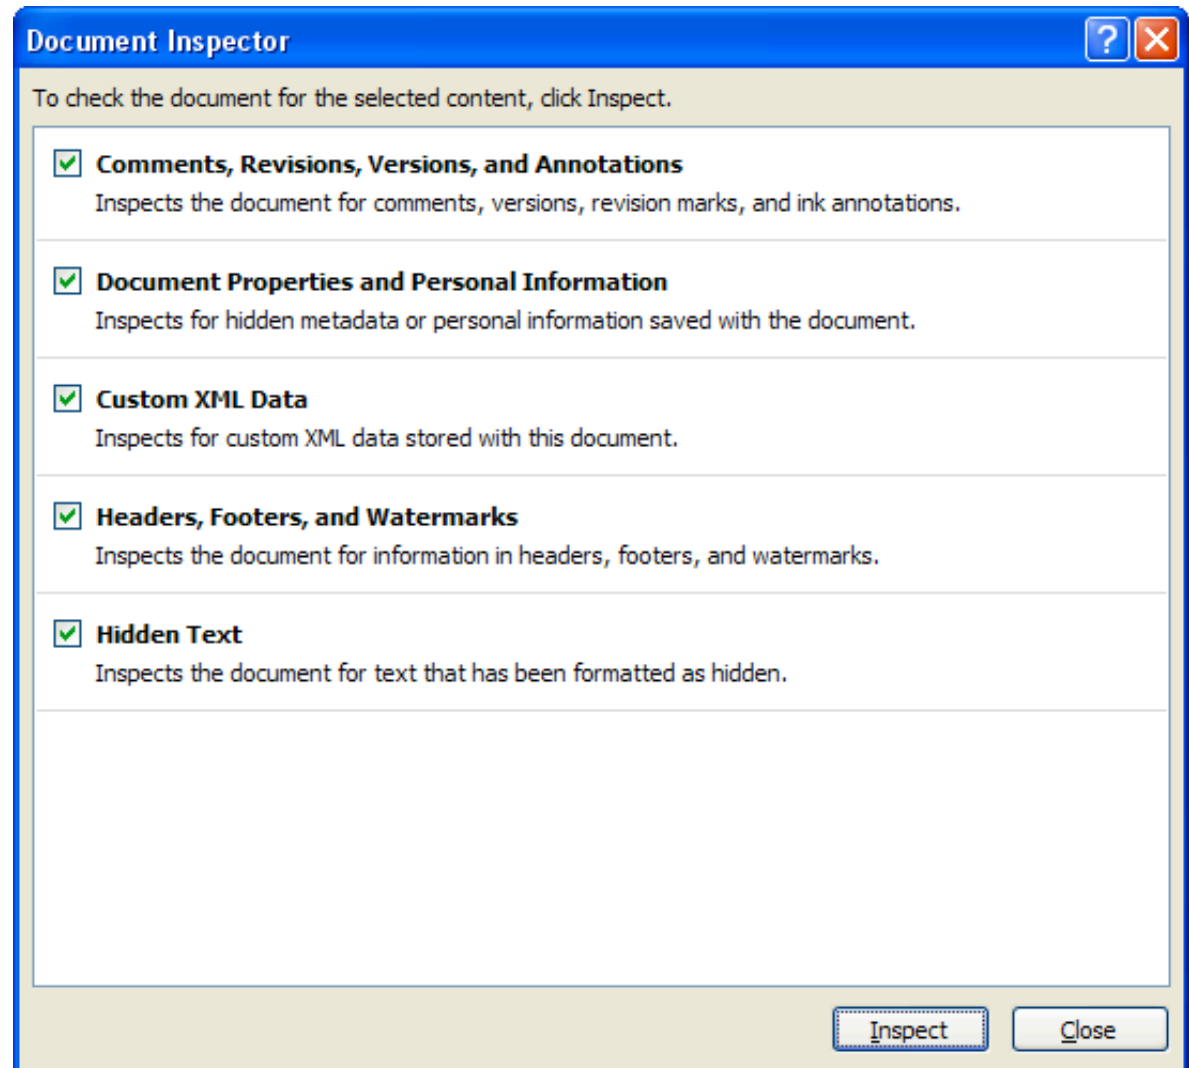 Document Inspector
To check the document for the selected content, click Inspect.
Comments, Revisions, Versions, and Annotations
Inspects the document for comments, versions, revision marks, and ink annotations.
Document Properties and Personal Information
Inspects for hidden metadata or personal information saved with the document.
Custom XML Data
Inspects for custom XML data stored with this document.
Headers, Footers, and Watermarks
Inspects the document for information in headers, footers, and watermarks.
Hidden Text
Inspects the document for text that has been formatted as hidden.
Inspect Close